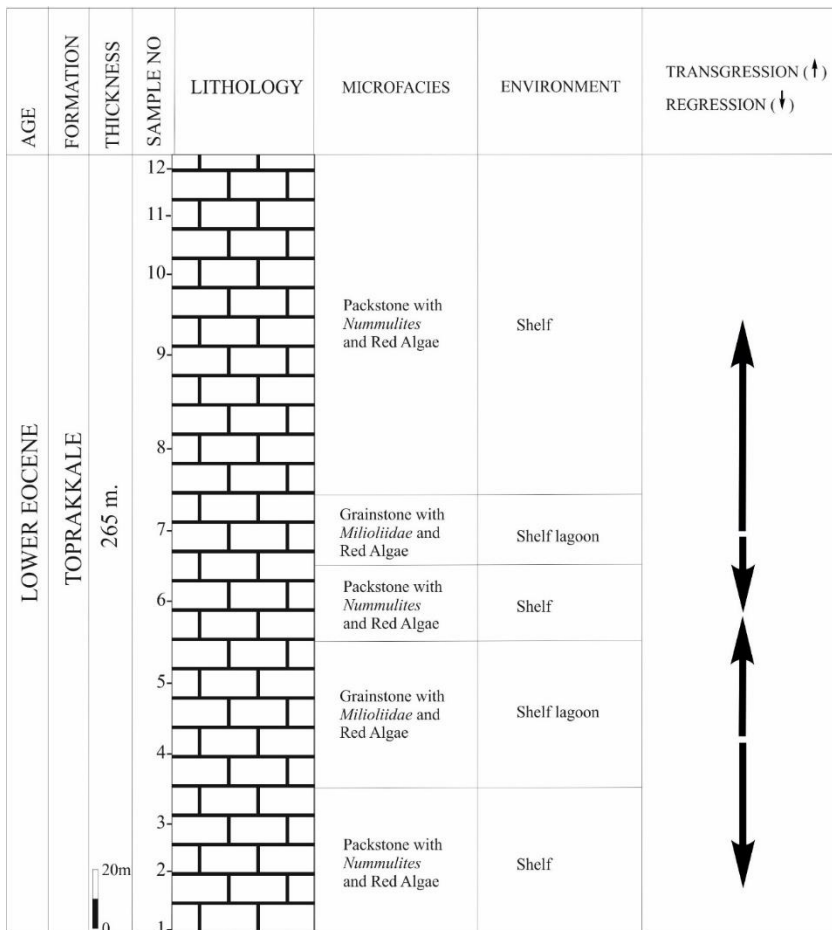 AGE
FORMATION
THICKNESS
SAMPLE NO
LITHOLOGY
MICROFACIES
ENVIRONMENT
TRANSGRESSION (↑)
REGRESSION (↓)
LOWER EOCENE
TOPRAKKALE
265 m.
20m
0
12
11
10
9
8
7
6
5
4
3
2
1
Packstone with
Nummulites
and Red Algae
Shelf
Grainstone with
Milioliidae and
Red Algae
Shelf lagoon
Packstone with
Nummulites
and Red Algae
Shelf
Grainstone with
Milioliidae and
Red Algae
Shelf lagoon
Packstone with
Nummulites
and Red Algae
Shelf